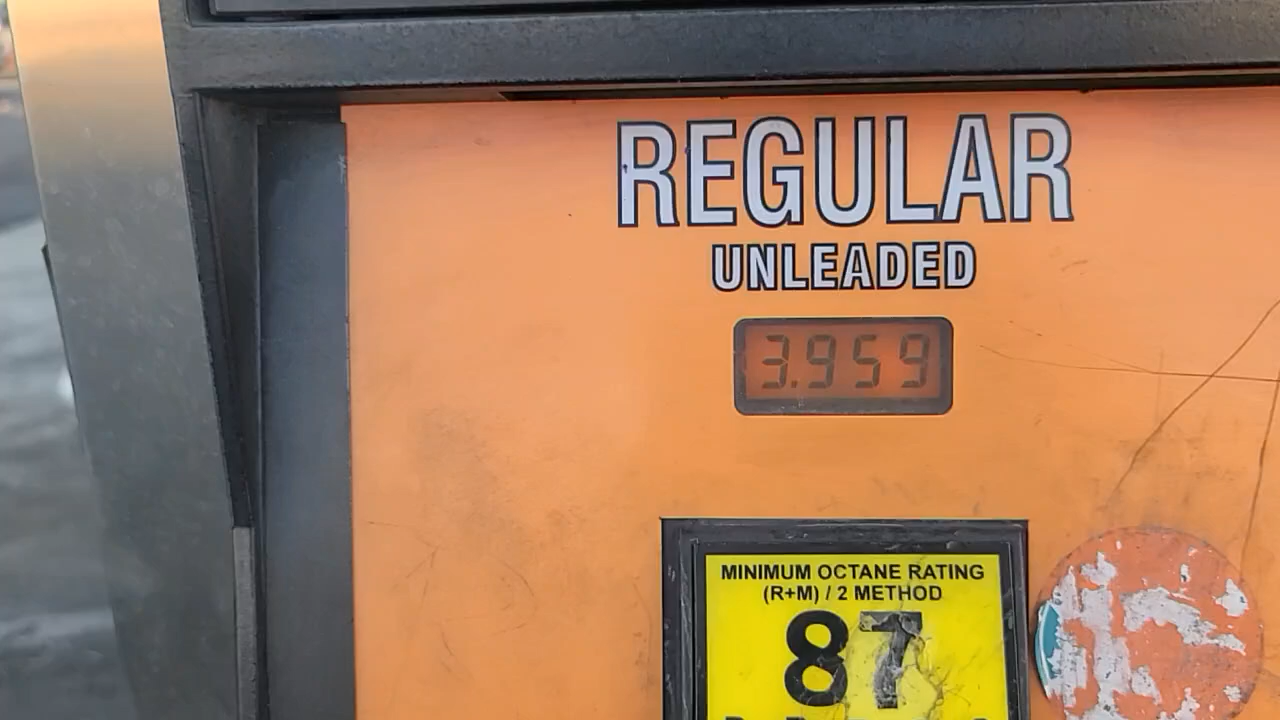 REGULAR
UNLEADED
3.959
MINIMUM OCTANE RATING
(R+M) / 2 METHOD
87